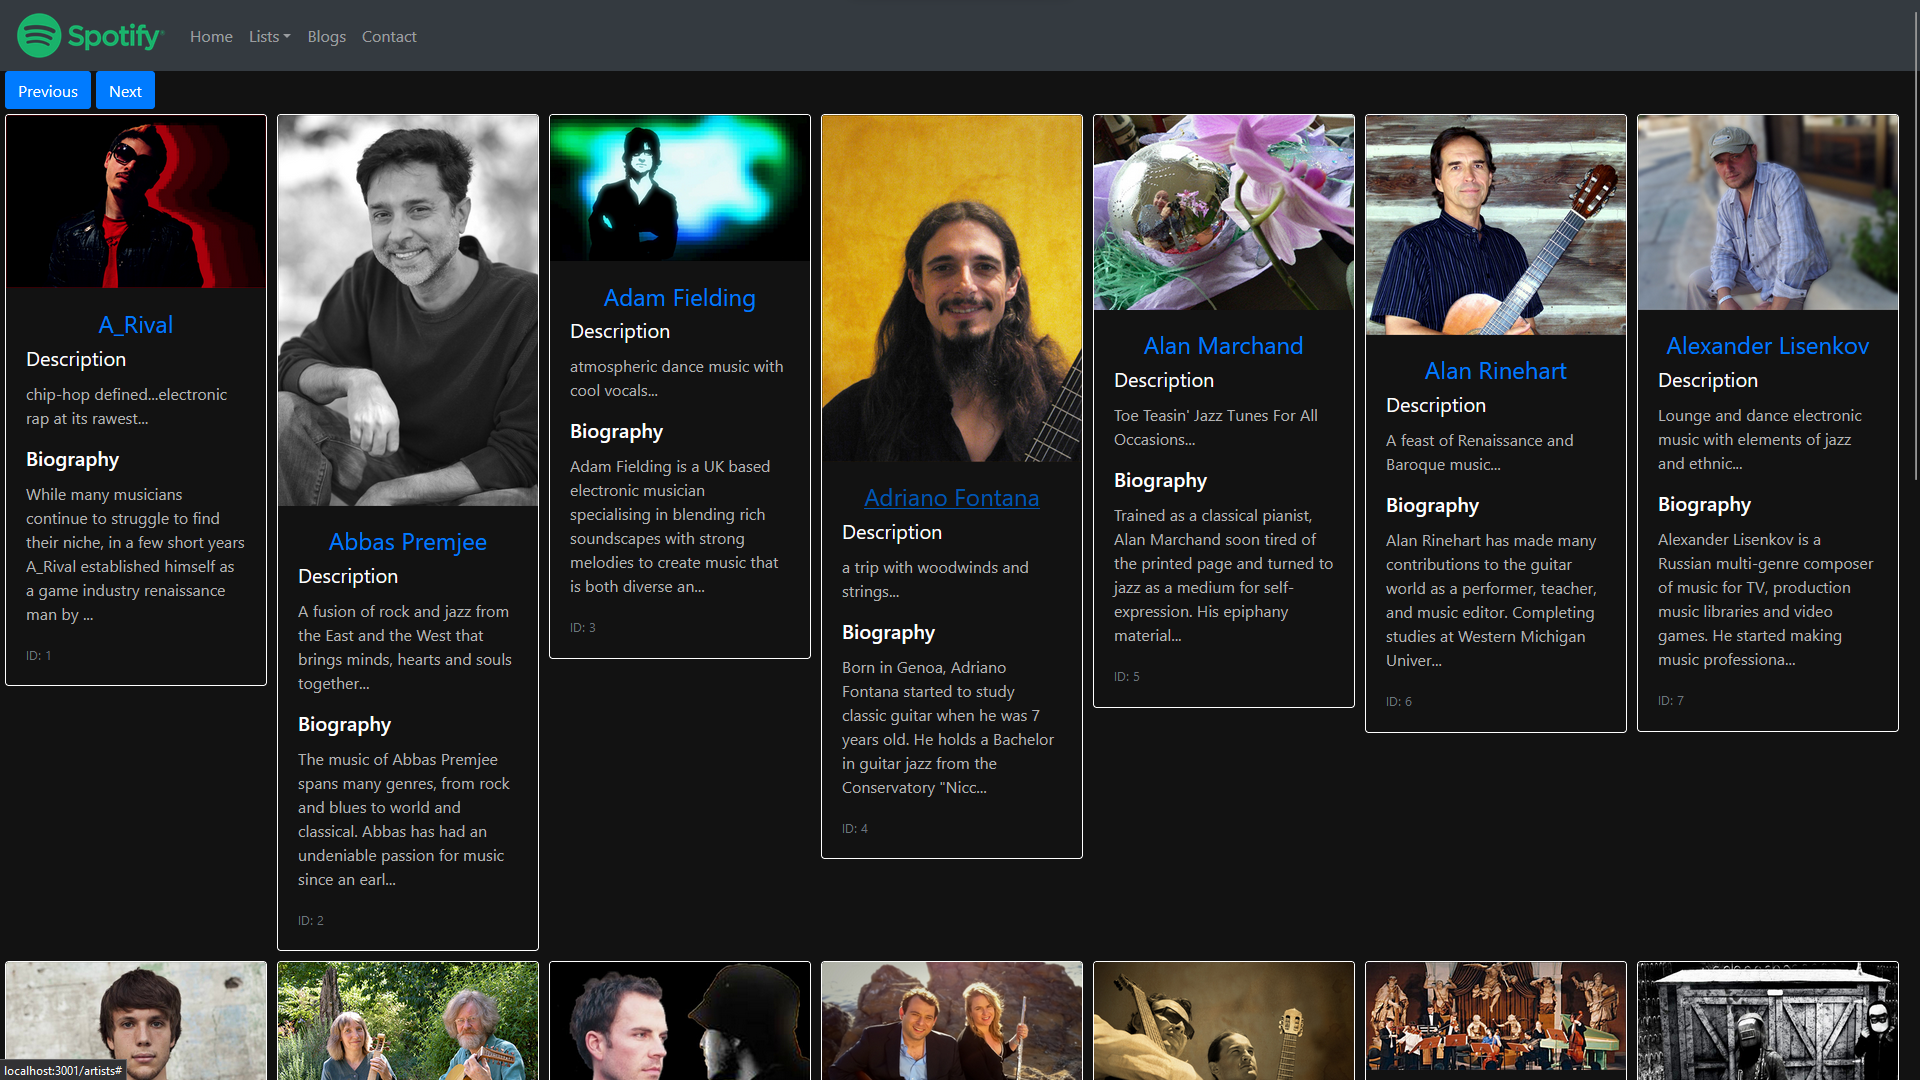 Spotify
Home Lists Blogs Contact
Previous Next
A_Rival
Description
chip-hop defined...electronic
rap at its rawest...
Biography
While many musicians
continue to struggle to find
their niche, in a few short years
A_Rival established himself as
a game industry renaissance
man by ...
ID: 1
Abbas Premjee
Description
A fusion of rock and jazz from
the East and the West that
brings minds, hearts and souls
together...
Biography
The music of Abbas Premjee
spans many genres, from rock
and blues to world and
classical. Abbas has had an
undeniable passion for music
since an earl...
ID: 2
Adam Fielding
Description
atmospheric dance music with
cool vocals...
Biography
Adam Fielding is a UK based
electronic musician
specialising in blending rich
soundscapes with strong
melodies to create music that
is both diverse an...
ID: 3
Adriano Fontana
Description
a trip with woodwinds and
strings...
Biography
Born in Genoa, Adriano
Fontana started to study
classic guitar when he was 7
years old. He holds a Bachelor
in guitar jazz from the
Conservatory "Nicc...
ID: 4
Alan Marchand
Description
Toe Teasin' Jazz Tunes For All
Occasions...
Biography
Trained as a classical pianist,
Alan Marchand soon tired of
the printed page and turned to
jazz as a medium for self-
expression. His epiphany
material...
ID: 5
Alan Rinehart
Description
A feast of Renaissance and
Baroque music...
Biography
Alan Rinehart has made many
contributions to the guitar
world as a performer, teacher,
and music editor. Completing
studies at Western Michigan
Univer...
ID: 6
Alexander Lisenkov
Description
Lounge and dance electronic
music with elements of jazz
and ethnic...
Biography
Alexander Lisenkov is a
Russian multi-genre composer
of music for TV, production
music libraries and video
games. He started making
music professiona...
ID: 7
localhost:3001/artists#